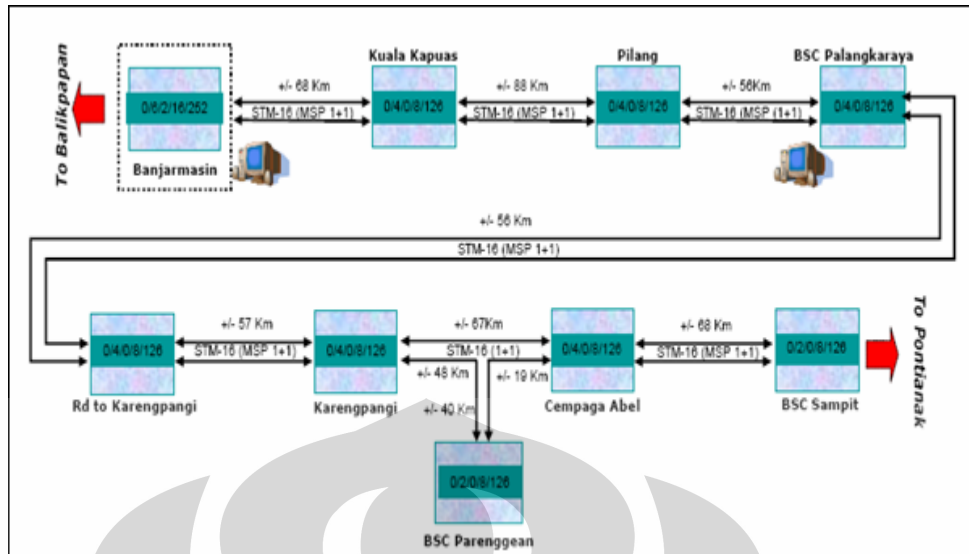 Kuala Kapuas
Pilang
BSC Palangkaraya
To Balikpapan
0/6/2/16/252
+/- 68 Km
STM-16 (MSP 1+1)
0/4/0/8/126
+/- 88 Km
STM-16 (MSP 1+1)
0/4/0/8/126
+/- 56Km
STM-16 (MSP (1+1)
0/4/0/8/126
Banjarmasin
+/- 56 Km
STM-16 (MSP 1+1)
0/4/0/8/126
+/- 57 Km
STM-16 (MSP 1+1)
0/4/0/8/126
+/- 67Km
STM-16 (1+1)
+/- 48 Km
+/- 19 Km
+/- 40 Km
0/4/0/8/126
+/- 68 Km
STM-16 (MSP 1+1)
0/2/0/8/126
To Pontianak
Rd to Karengpangi
Karengpangi
Cempaga Abel
BSC Sampit
0/2/0/8/126
BSC Parenggean